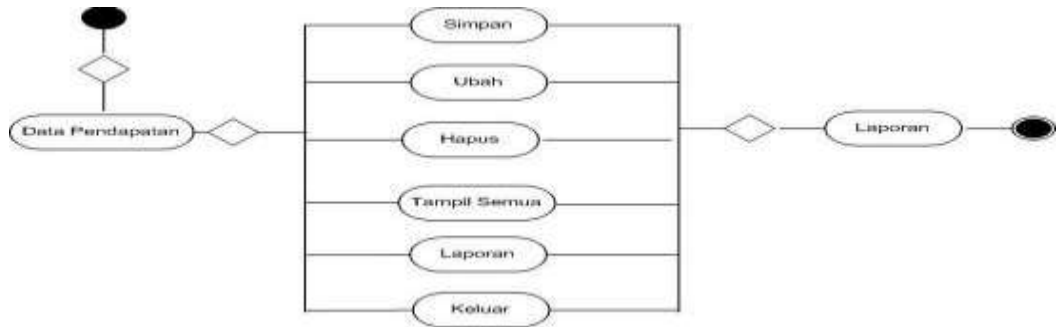 Simpan
Ubah
Data Pendapatan
Hapus
Tampil Semua
Laporan
Keluar
Laporan